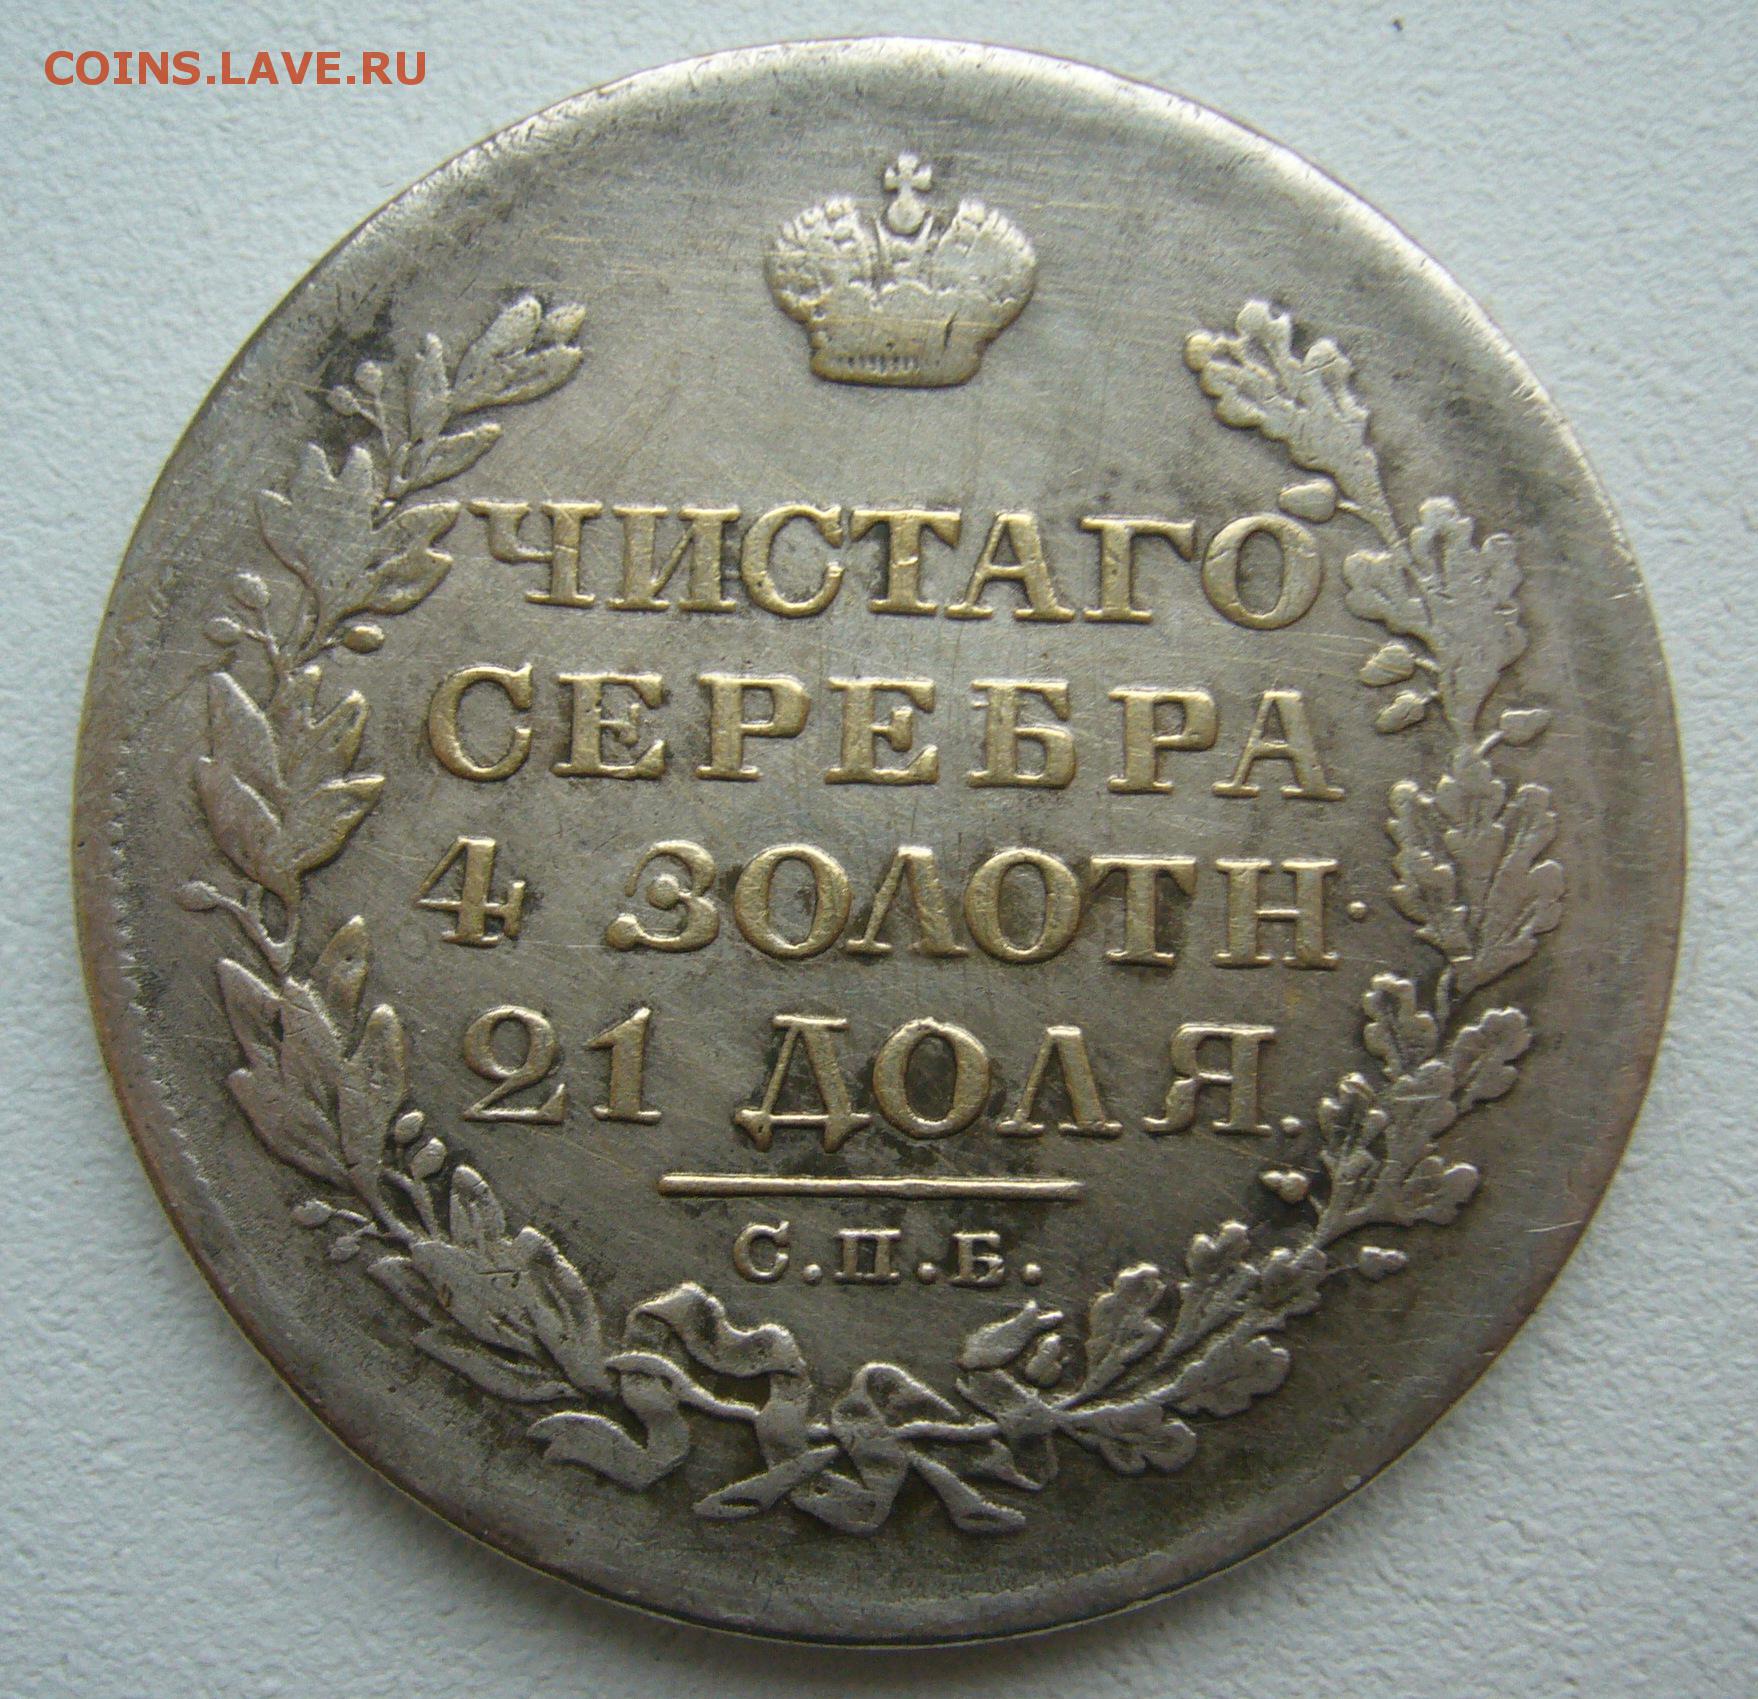 COINS.LAVE.RU
ЧИСТАГО
СЕРЕБРА
4 ЗОЛОТН.
21 ДОЛЯ.
С.П.Б.